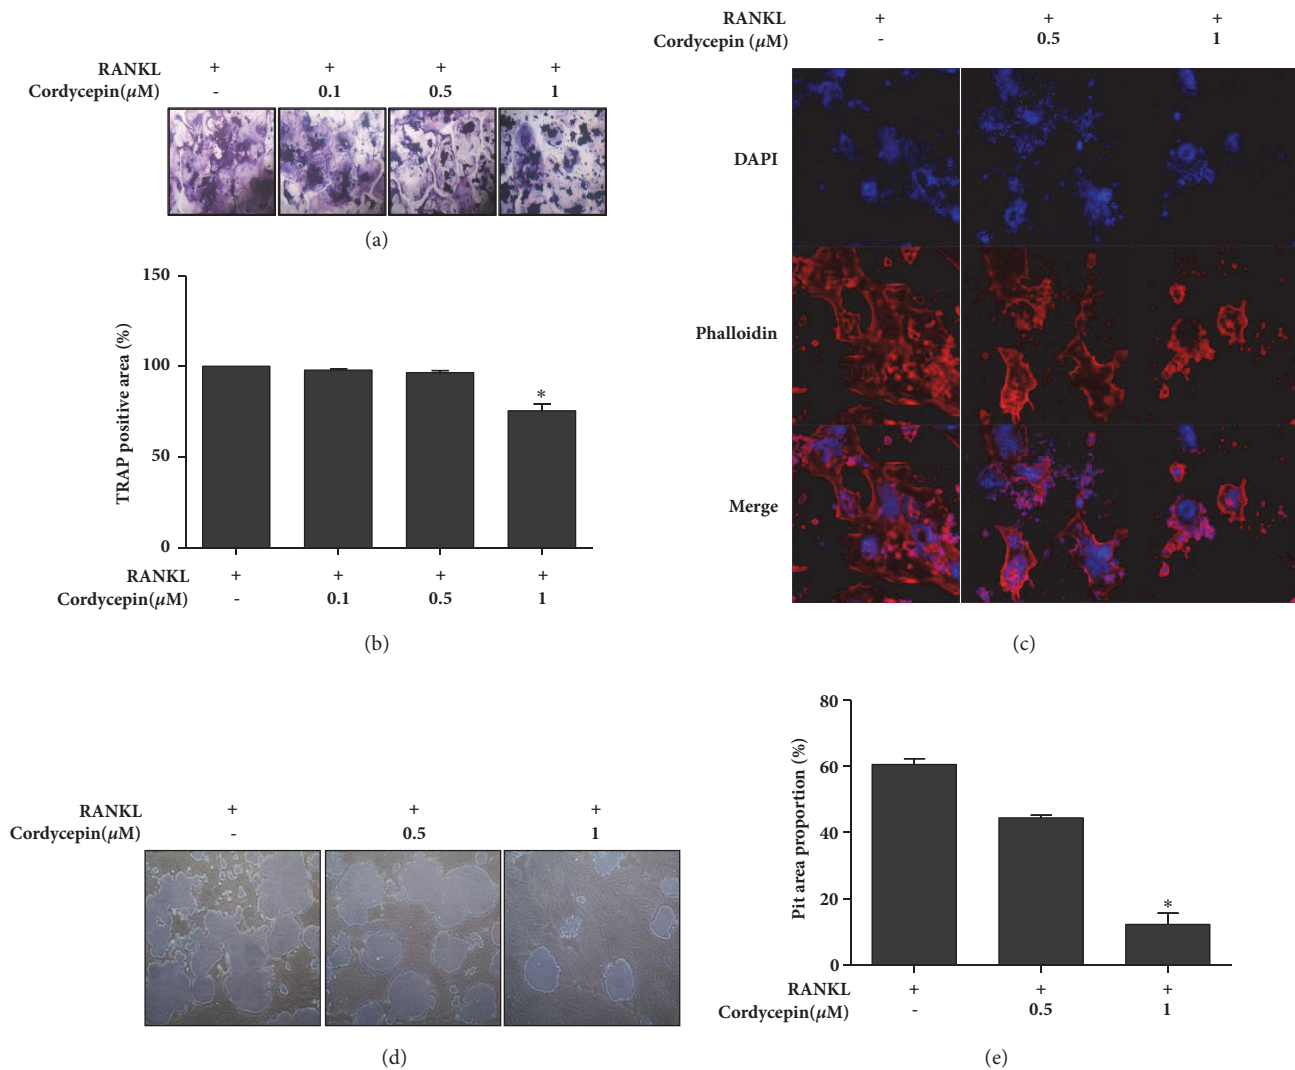 RANKL + + + +
Cordycepin(μM) - 0.1 0.5 1
(a)
150
100
50
0
TRAP positive area (%)
*
RANKL + + + +
Cordycepin(μM) - 0.1 0.5 1
(b)
RANKL + + +
Cordycepin (μM) - 0.5 1
DAPI
Phalloidin
Merge
(c)
RANKL + + +
Cordycepin(μM) - 0.5 1
(d)
80
60
40
20
0
Pit area proportion (%)
*
RANKL + + +
Cordycepin(μM) - 0.5 1
(e)